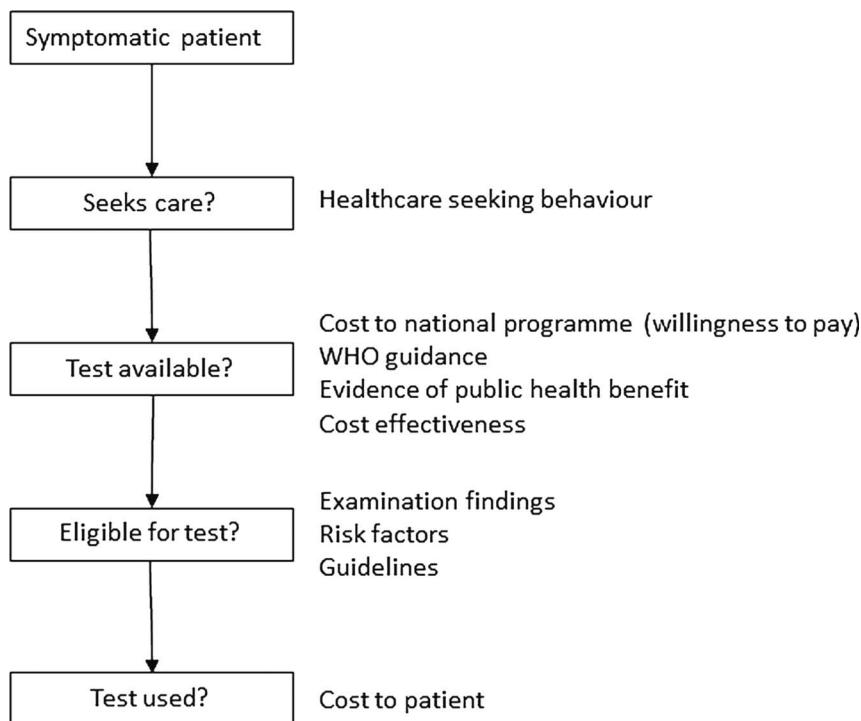 Symptomatic patient
Seeks care?
Healthcare seeking behaviour
Test available?
Cost to national programme (willingness to pay)
WHO guidance
Evidence of public health benefit
Cost effectiveness
Eligible for test?
Examination findings
Risk factors
Guidelines
Test used?
Cost to patient